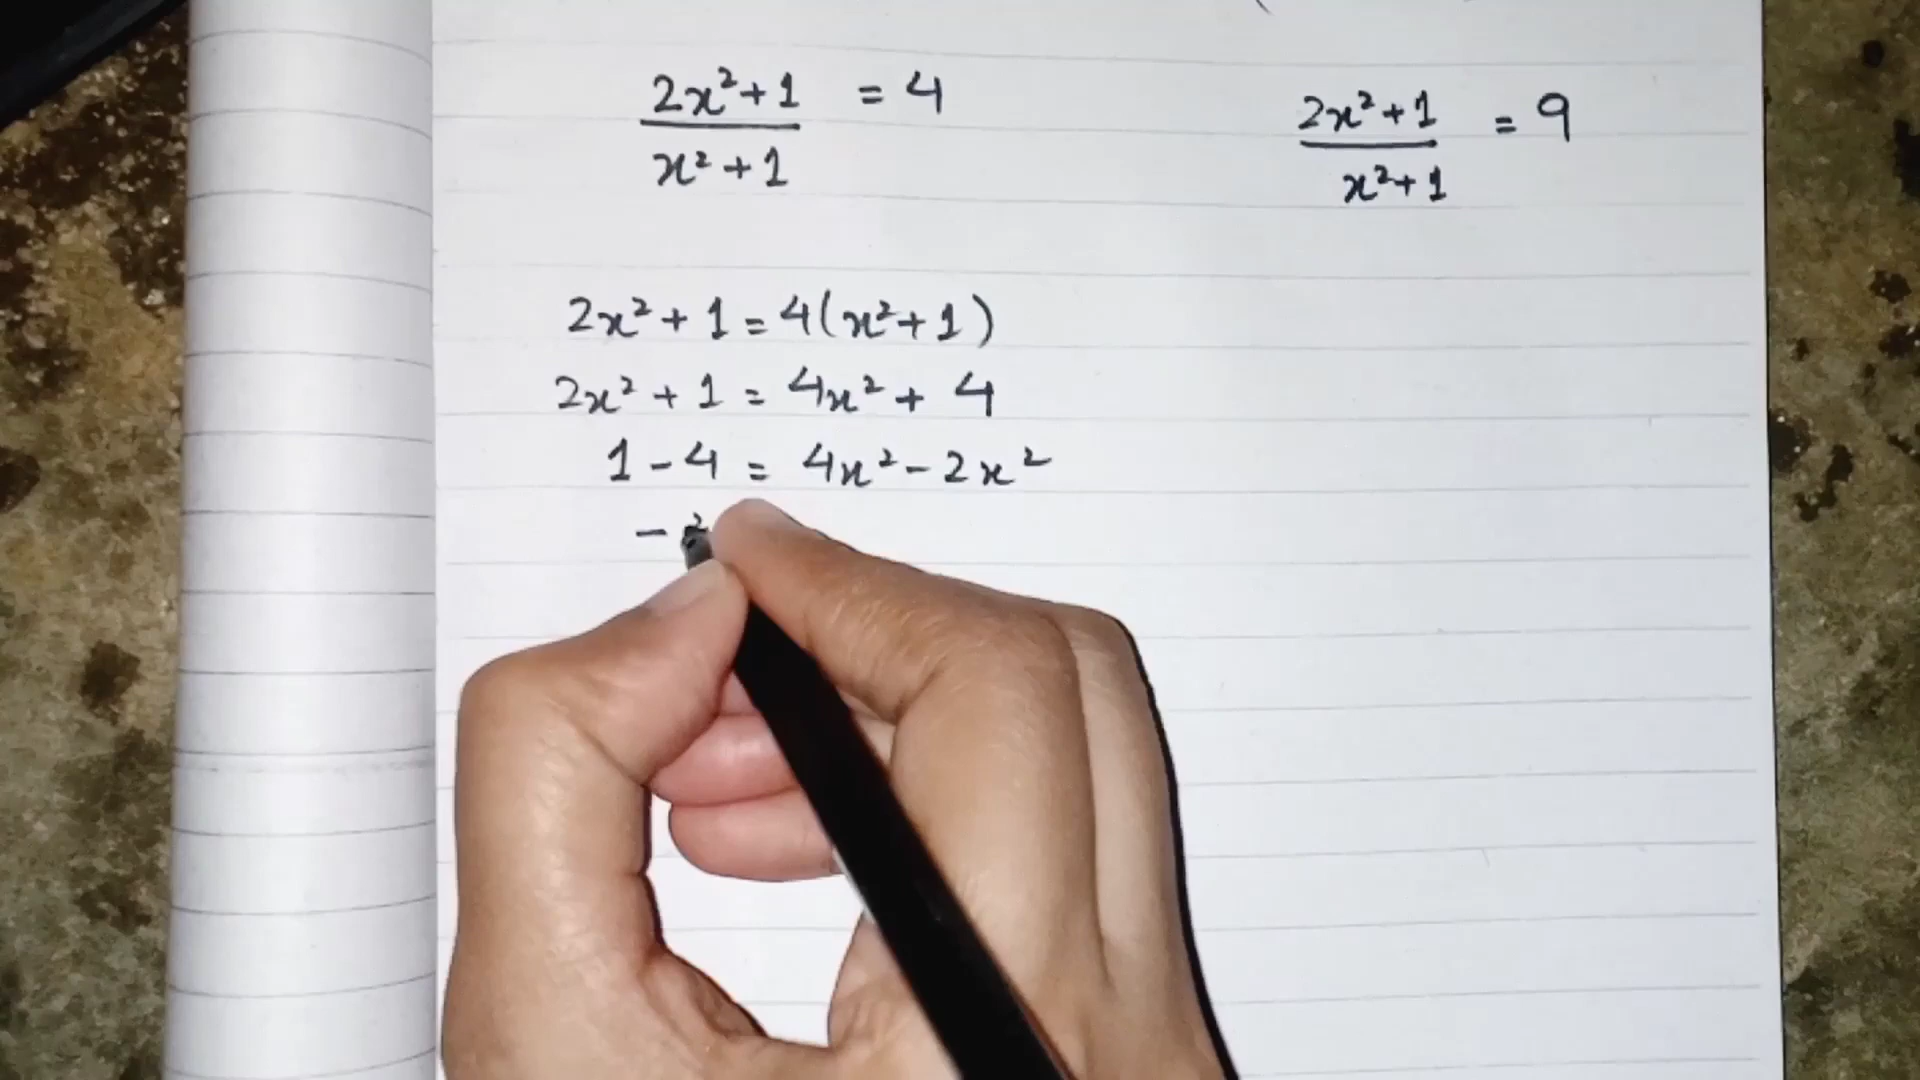 2x²+1 = 4
x²+1
2x²+1 = 9
x²+1
2x²+1=4(x²+1)
2x²+1 = 4x²+ 4
1-4 = 4x²-2x²
-